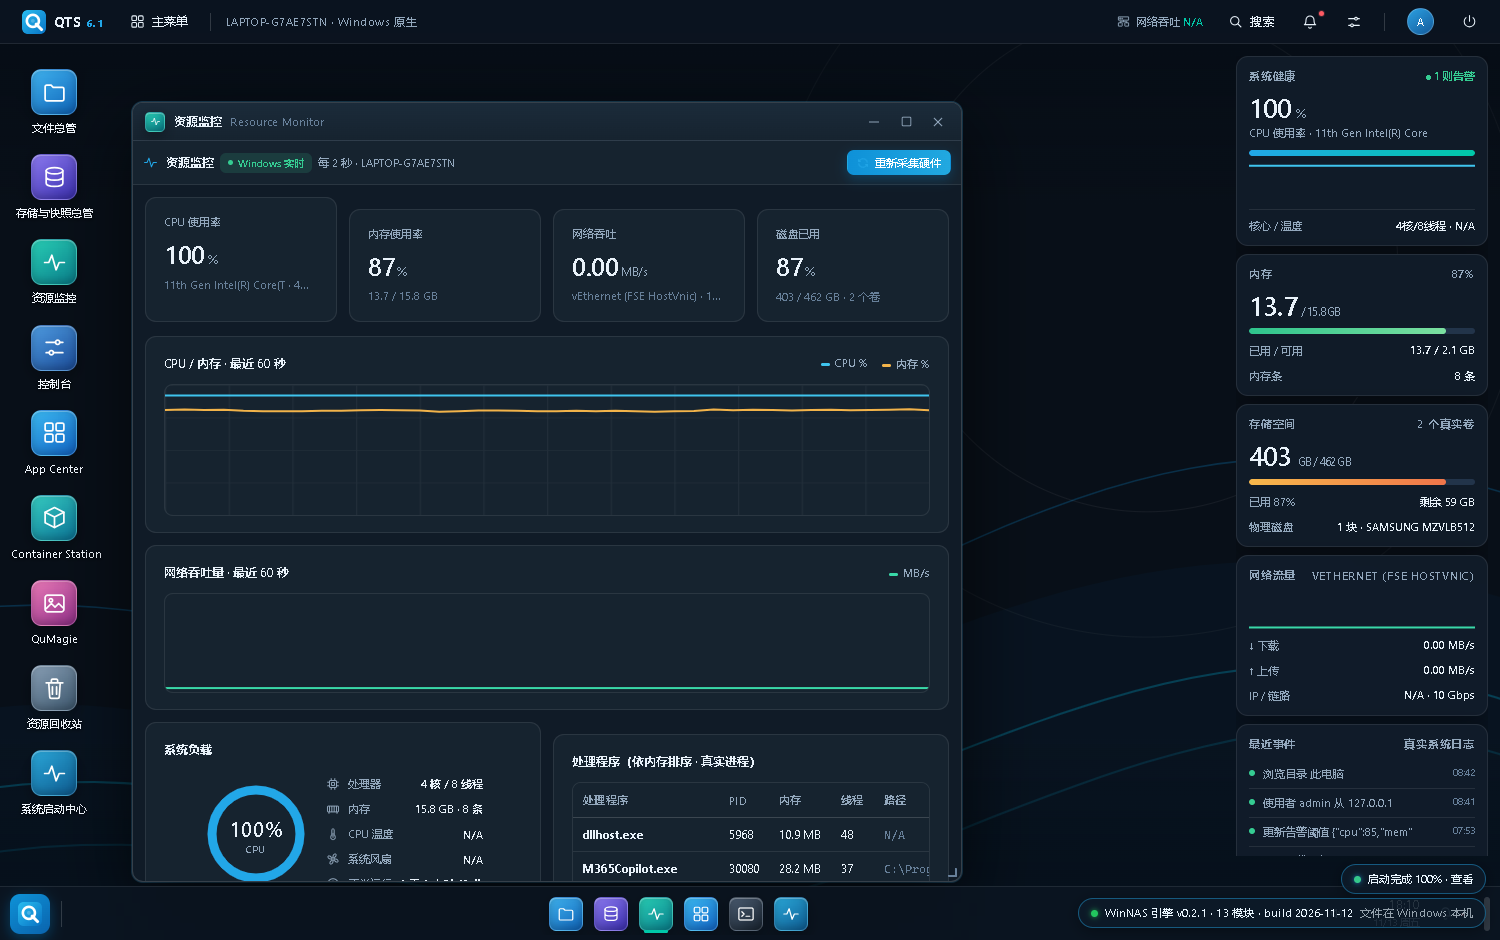 QTS 6.1 主菜单 LAPTOP-G7AE7STN · Windows 原生
网络吞吐 N/A 搜索 A
文件总管
存储与快照总管
资源监控
控制台
App Center
Container Station
QuMagie
资源回收站
系统启动中心
资源监控 Resource Monitor
资源监控 Windows 实时 每 2 秒 · LAPTOP-G7AE7STN 重新采集硬件
CPU 使用率
100 %
11th Gen Intel(R) Core(T · 4...
内存使用率
87 %
13.7 / 15.8 GB
网络吞吐
0.00 MB/s
vEthernet (FSE HostVnic) · 1...
磁盘已用
87 %
403 / 462 GB · 2 个卷
CPU / 内存 · 最近 60 秒 CPU % 内存 %
网络吞吐量 · 最近 60 秒 MB/s
系统负载
100%
CPU
处理器 4 核 / 8 线程
内存 15.8 GB · 8 条
CPU 温度 N/A
系统风扇 N/A
处理程序（依内存排序 · 真实进程）
处理程序 PID 内存 线程 路径
dllhost.exe 5968 10.9 MB 48 N/A
M365Copilot.exe 30080 28.2 MB 37 C:\Prog
系统健康 1 则告警
100 %
CPU 使用率 · 11th Gen Intel(R) Core
核心 / 温度 4核/8线程 · N/A
内存 87%
13.7 / 15.8GB
已用 / 可用 13.7 / 2.1 GB
内存条 8 条
存储空间 2 个真实卷
403 GB / 462GB
已用 87% 剩余 59 GB
物理磁盘 1 块 · SAMSUNG MZVLB512
网络流量 VETHERNET (FSE HOSTVNIC)
↓ 下载 0.00 MB/s
↑ 上传 0.00 MB/s
IP / 链路 N/A · 10 Gbps
最近事件 真实系统日志
浏览目录 此电脑 08:42
使用者 admin 从 127.0.0.1 08:41
更新告警阈值 {"cpu":85,"mem" 07:53
启动完成 100% · 查看
WinNAS 引擎 v0.2.1 · 13 模块 · build 2026-11-12 文件在 Windows 本机